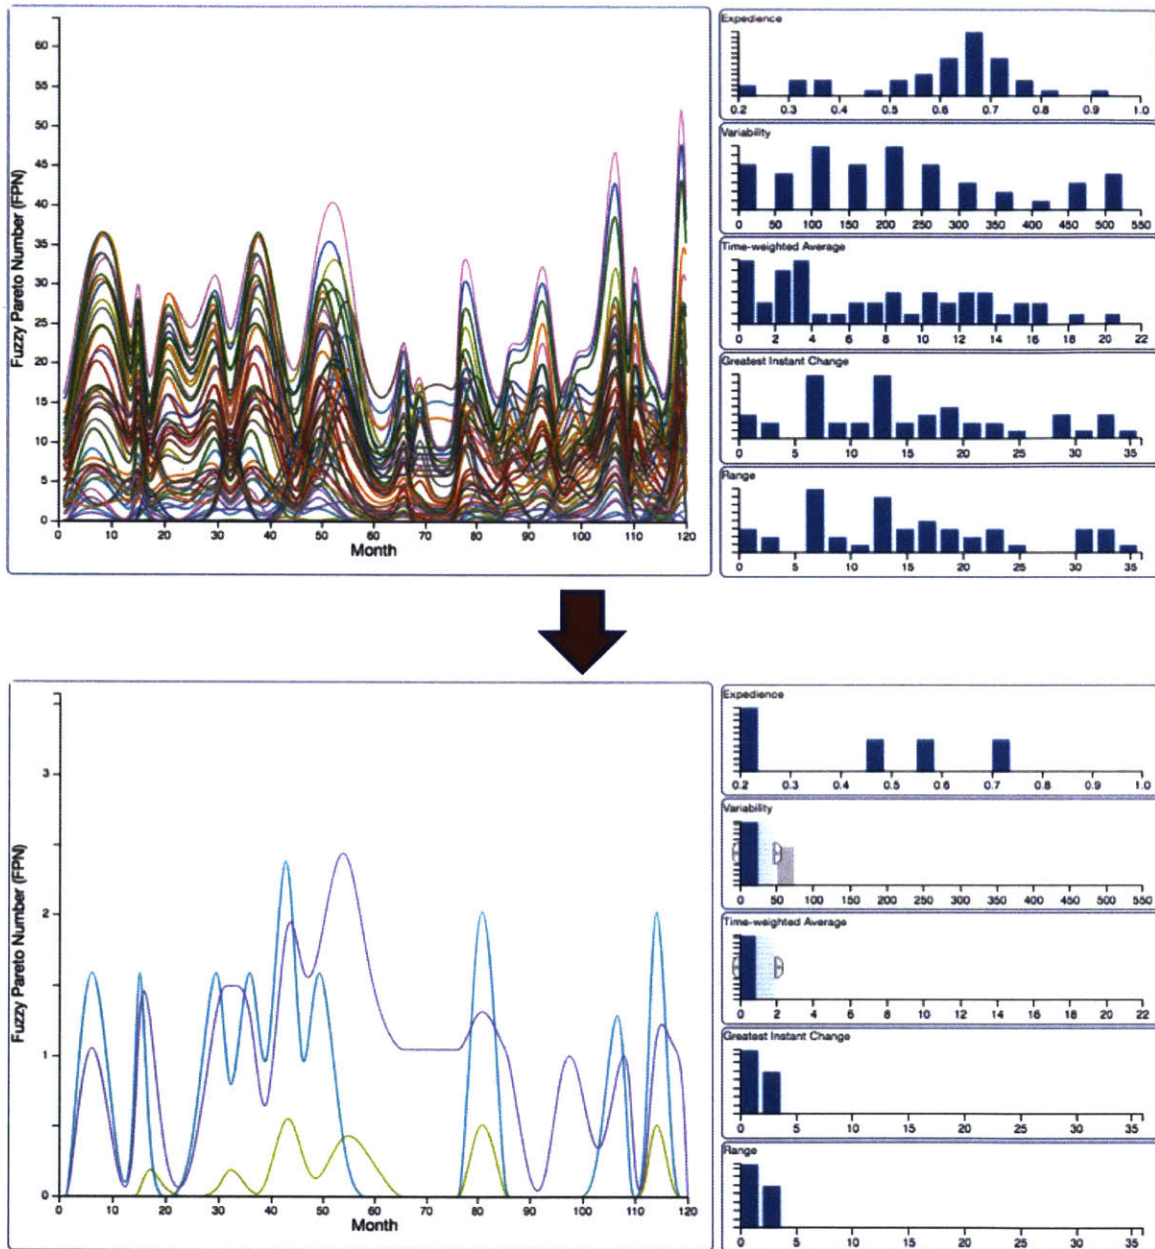 Fuzzy Pareto Number (FPN)
60
55
50
45
40
35
30
25
20
15
10
5
0
0 10 20 30 40 50 60 70 80 90 100 110 120
Month
Expedience
0.2 0.3 0.4 0.5 0.6 0.7 0.8 0.9 1.0
Variability
0 50 100 150 200 250 300 350 400 450 500 550
Time-weighted Average
0 2 4 6 8 10 12 14 16 18 20 22
Greatest Instant Change
0 5 10 15 20 25 30 35
Range
0 5 10 15 20 25 30 35
Fuzzy Pareto Number (FPN)
3
2
1
0
0 10 20 30 40 50 60 70 80 90 100 110 120
Month
Expedience
0.2 0.3 0.4 0.5 0.6 0.7 0.8 0.9 1.0
Variability
0 50 100 150 200 250 300 350 400 450 500 550
Time-weighted Average
0 2 4 6 8 10 12 14 16 18 20 22
Greatest Instant Change
0 5 10 15 20 25 30 35
Range
0 5 10 15 20 25 30 35